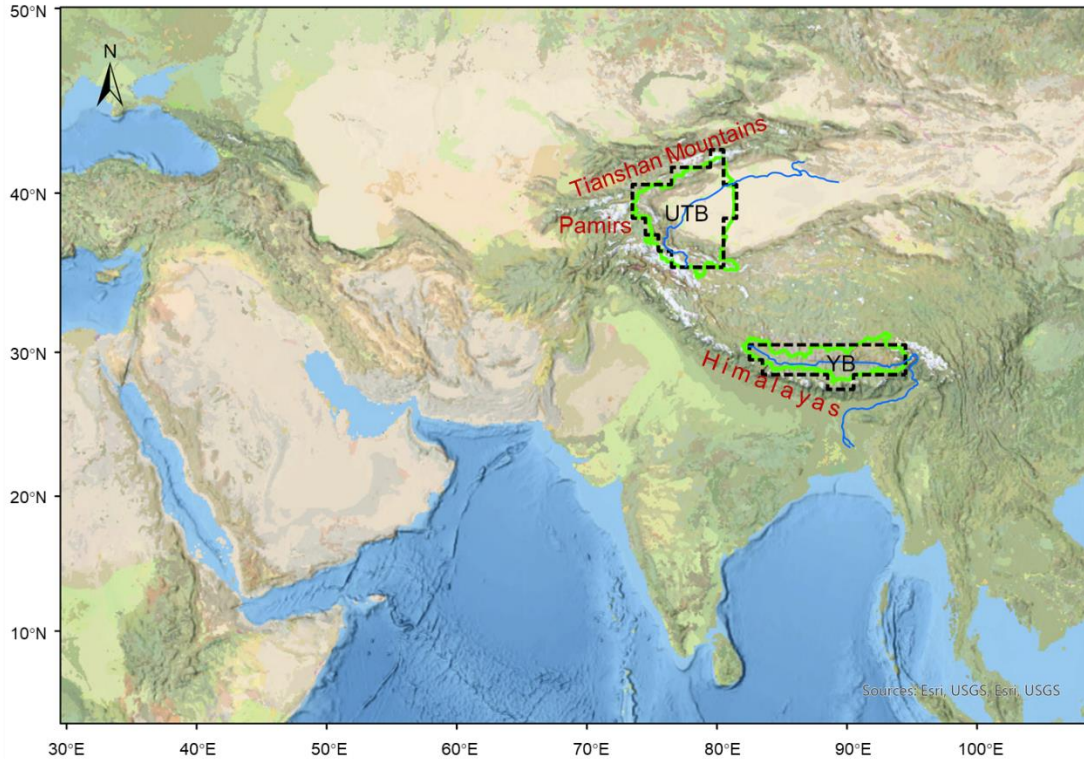 50°N
N
Tianshan Mountains
40°N
UTB
Pamirs
30°N
YB
Himalayas
20°N
10°N
Sources: Esri, USGS, Esri, USGS
30°E 40°E 50°E 60°E 70°E 80°E 90°E 100°E